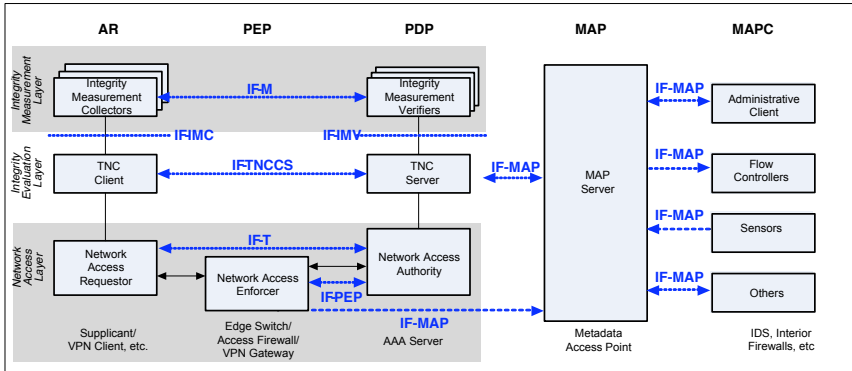 AR
PEP
PDP
MAP
MAPC
Integrity Measurement
Layer
Integrity
Measurement
Collectors
IF-M
Integrity
Measurement
Verifiers
IF-MAP
Administrative
Client
IF-IMC
IF-IMV
Integrity Evaluation
Layer
TNC
Client
IF-TNCCS
TNC
Server
IF-MAP
MAP
Server
IF-MAP
Flow
Controllers
IF-MAP
Sensors
Network
Access
Layer
Network
Access
Requestor
IF-T
Network Access
Enforcer
Network Access
Authority
IF-PEP
IF-MAP
IF-MAP
Others
Supplicant/
VPN Client, etc.
Edge Switch/
Access Firewall/
VPN Gateway
AAA Server
Metadata
Access Point
IDS, Interior
Firewalls, etc